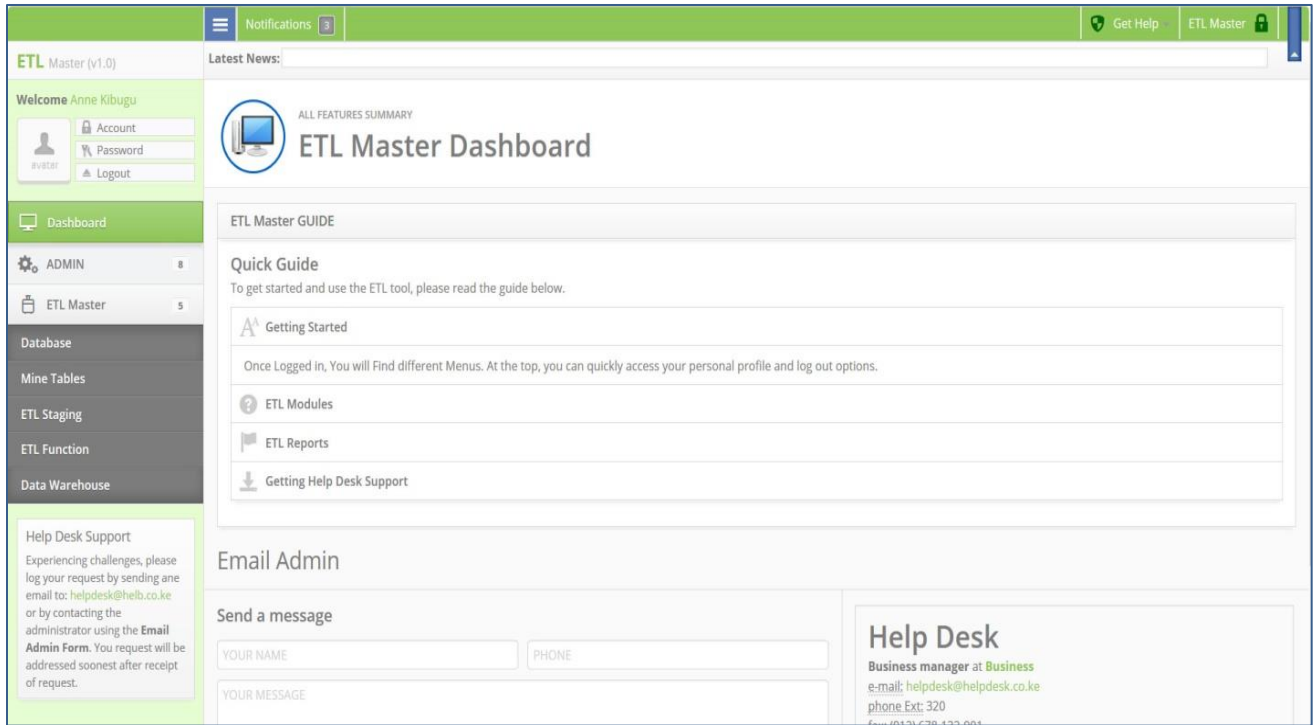 Notifications 3
Get Help
ETL Master
ETL Master (v1.0)
Latest News:
Welcome Anne Kibugu
evater
Account
Password
Logout
ALL FEATURES SUMMARY
ETL Master Dashboard
Dashboard
ADMIN 8
ETL Master 5
Database
Mine Tables
ETL Staging
ETL Function
Data Warehouse
Help Desk Support
Experiencing challenges, please
log your request by sending ane
email to: helpdesk@helb.co.ke
or by contacting the
administrator using the Email
Admin Form. You request will be
addressed soonest after receipt
of request.
ETL Master GUIDE
Quick Guide
To get started and use the ETL tool, please read the guide below.
Getting Started
Once Logged in, You will Find different Menus. At the top, you can quickly access your personal profile and log out options.
ETL Modules
ETL Reports
Getting Help Desk Support
Email Admin
Send a message
YOUR NAME
PHONE
YOUR MESSAGE
Help Desk
Business manager at Business
e-mail: helpdesk@helpdesk.co.ke
phone Ext: 320